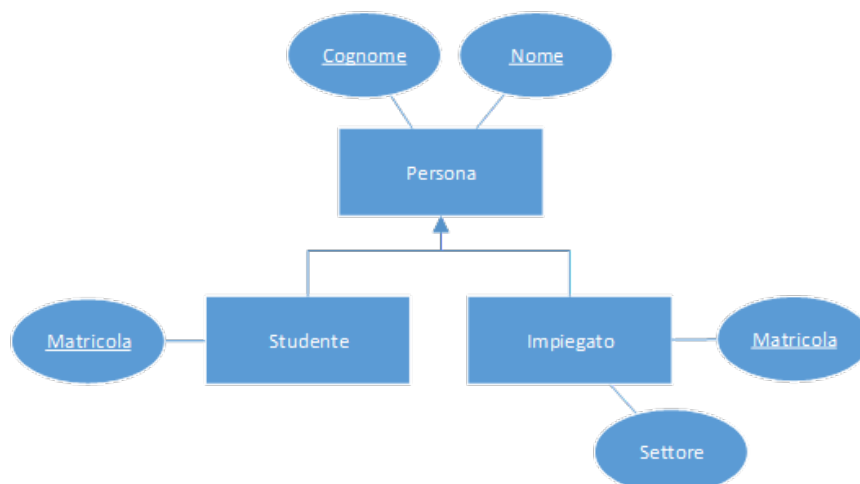 Cognome
Nome
Persona
Matricola
Studente
Impiegato
Matricola
Settore